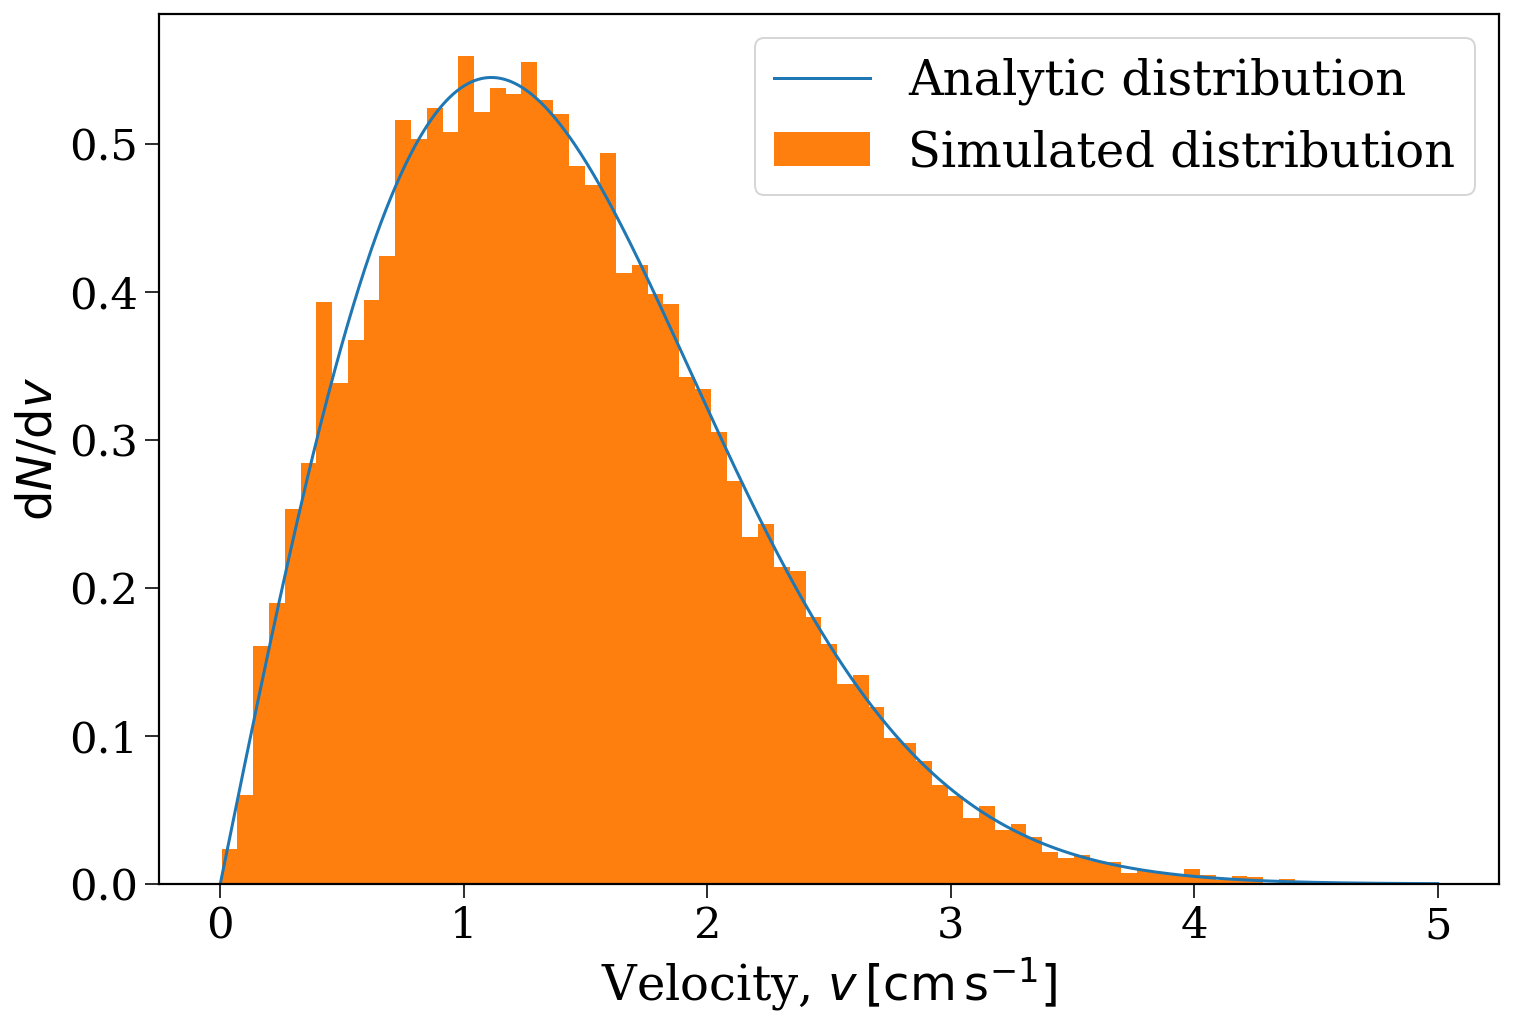 Analytic distribution
Simulated distribution
0.5
0.4
0.3
0.2
0.1
0.0
dN/dv
0 1 2 3 4 5
Velocity, v [cm s⁻¹]